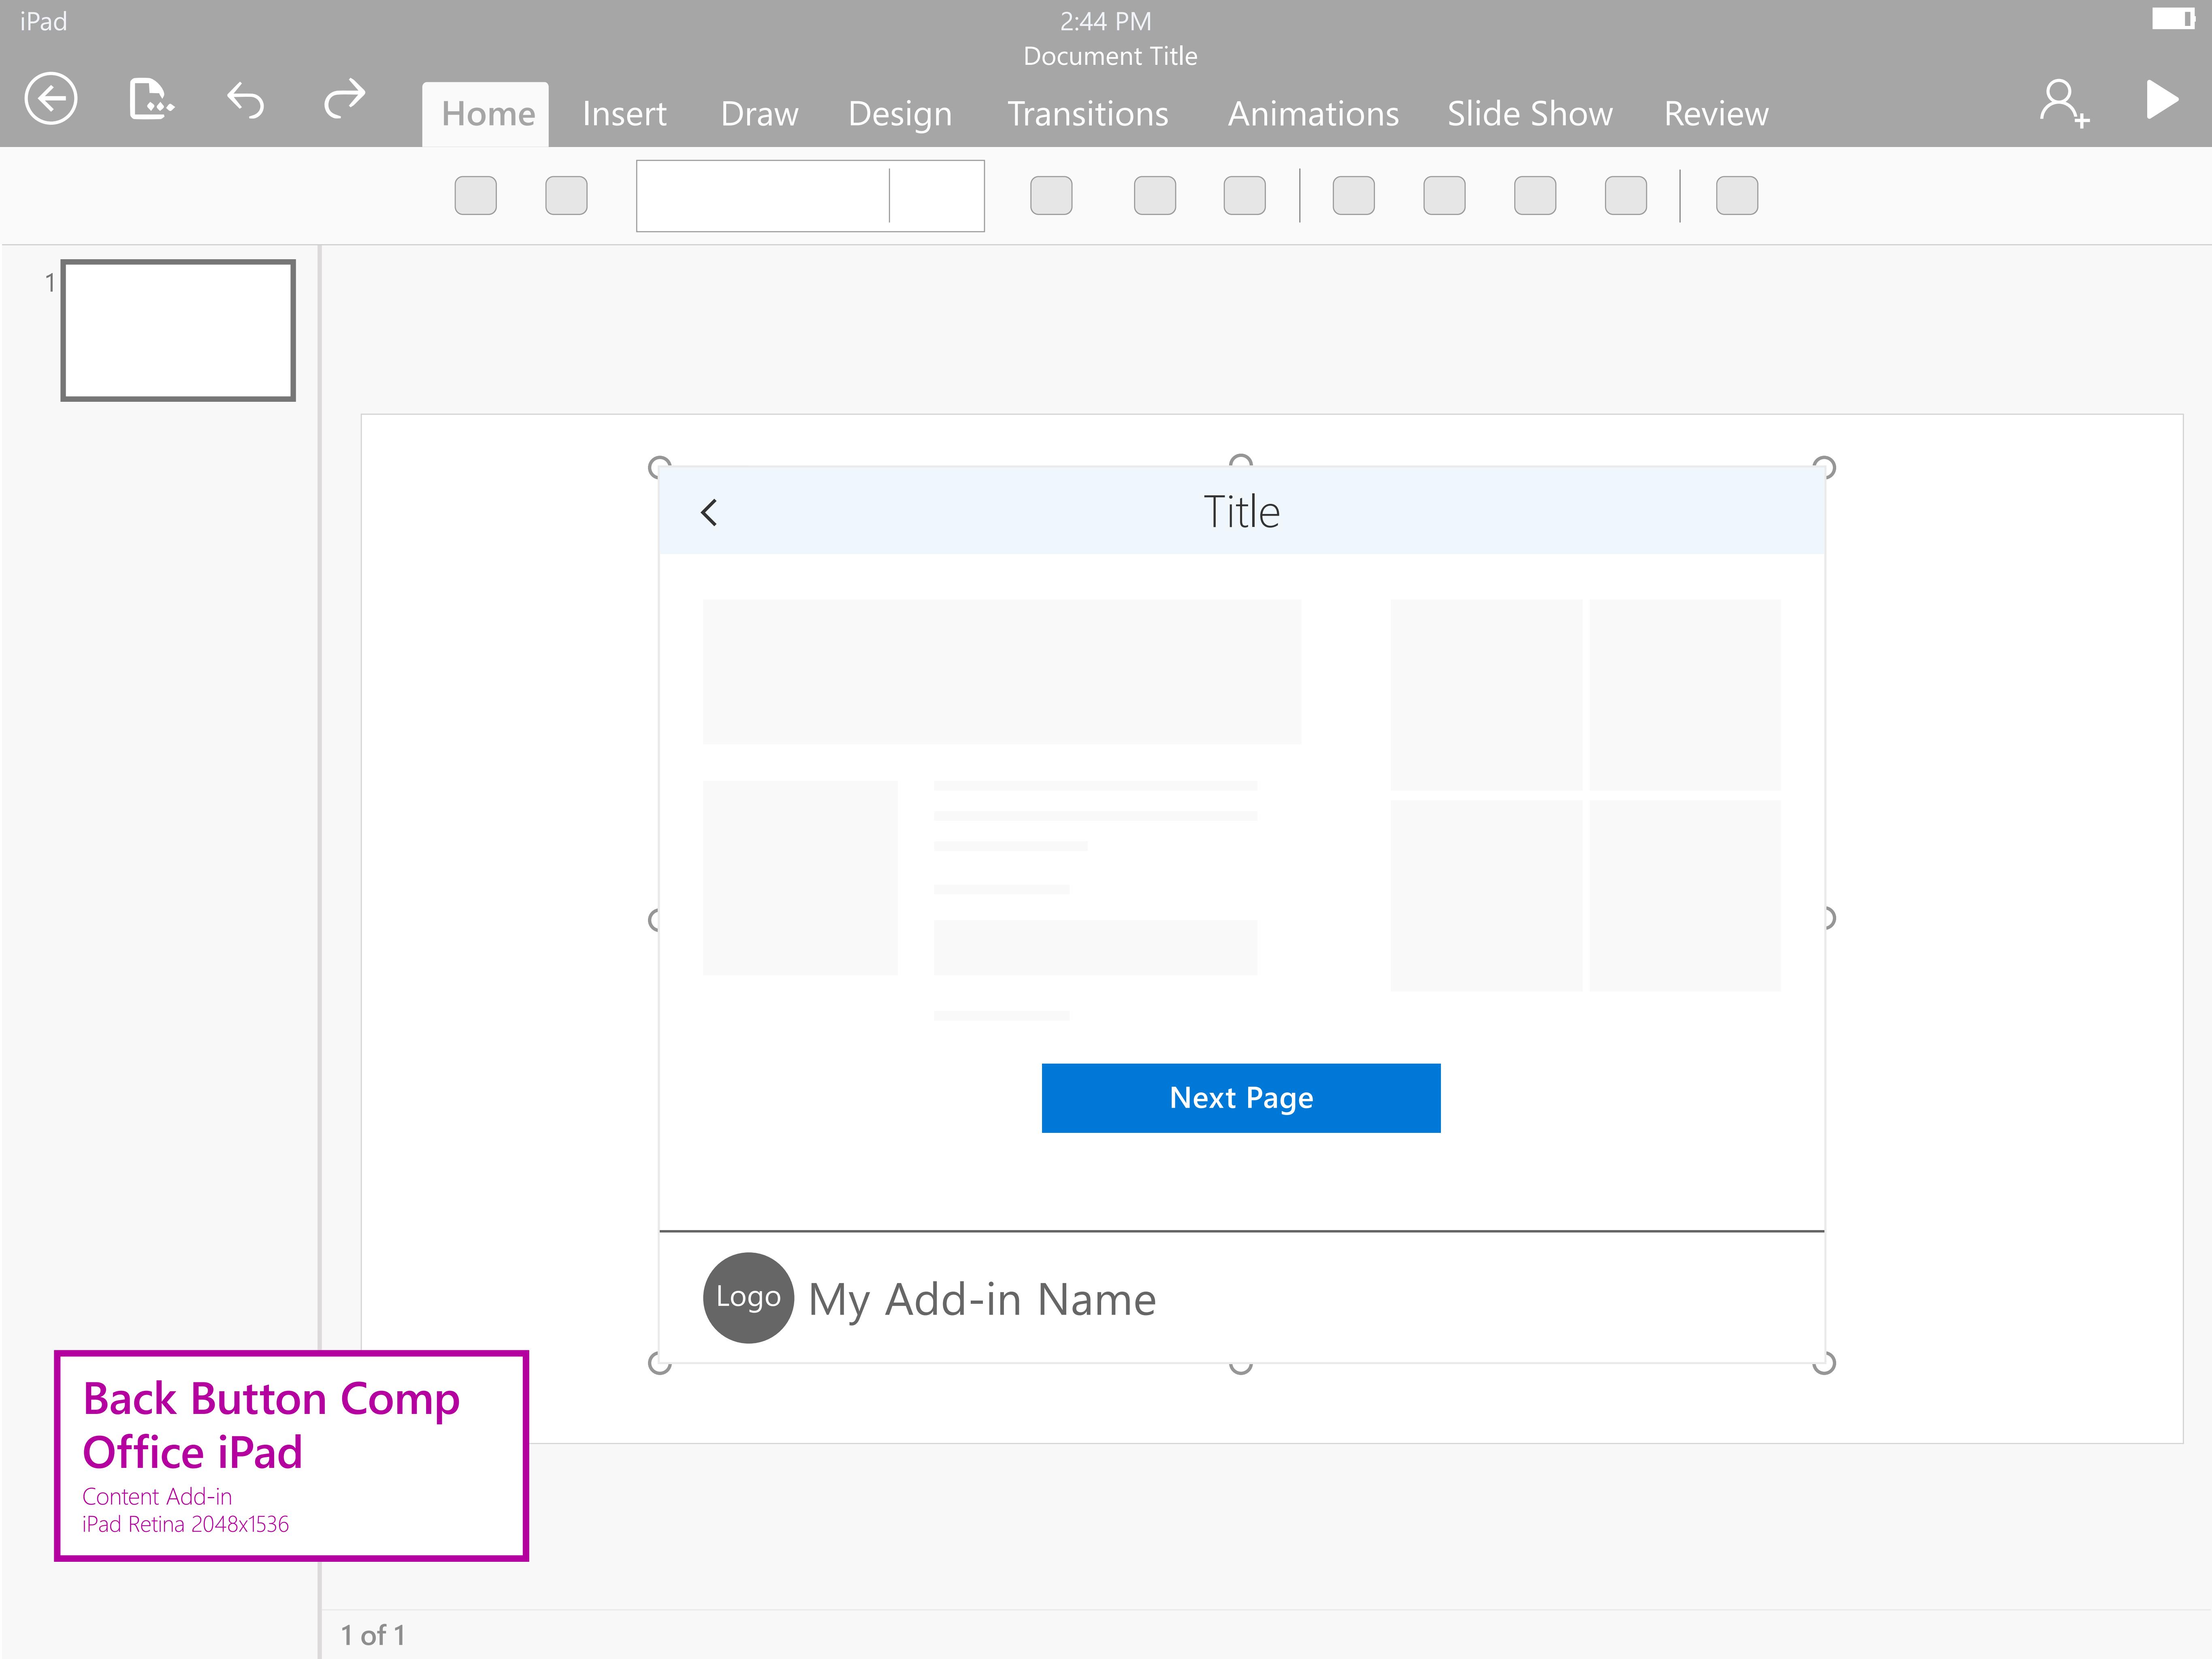 iPad
2:44 PM
Document Title
Home Insert Draw Design Transitions Animations Slide Show Review
1
Title
Next Page
Logo My Add-in Name
Back Button Comp
Office iPad
Content Add-in
iPad Retina 2048x1536
1 of 1